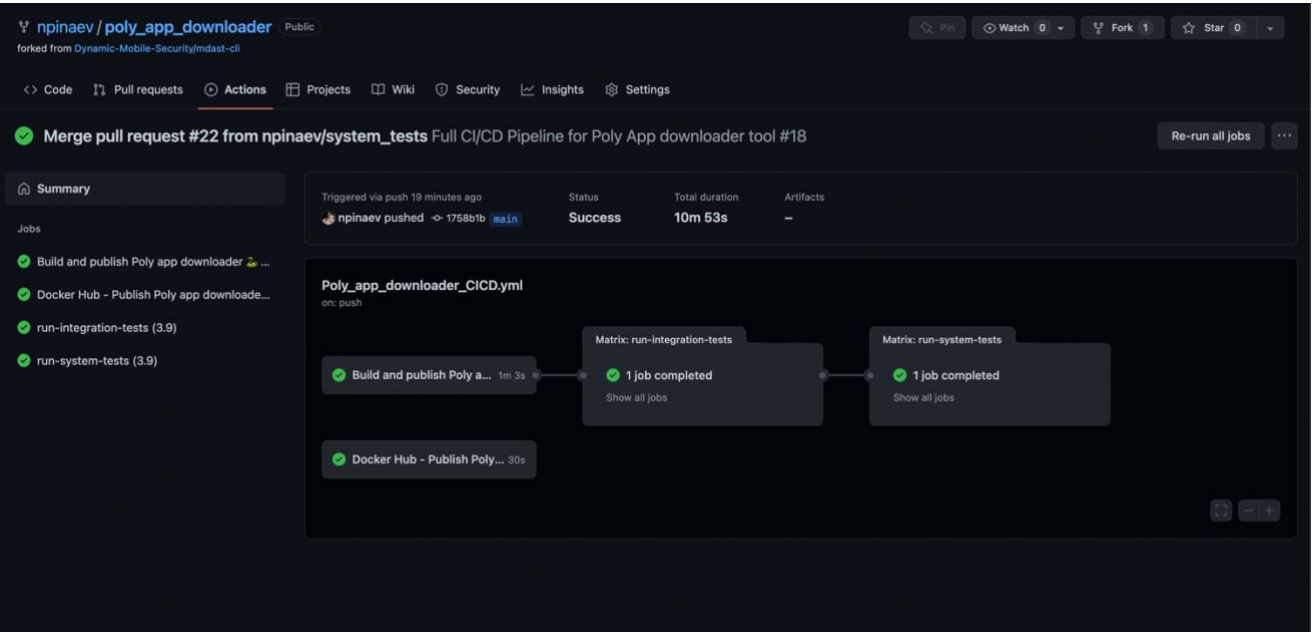 npinaev / poly_app_downloader Public
Pin Watch 0 Fork 1 Star 0
forked from Dynamic-Mobile-Security/mdast-cli
Code Pull requests Actions Projects Wiki Security Insights Settings
Merge pull request #22 from npinaev/system_tests Full CI/CD Pipeline for Poly App downloader tool #18
Re-run all jobs ...
Summary
Jobs
Build and publish Poly app downloader 🐍 ...
Docker Hub - Publish Poly app downloade...
run-integration-tests (3.9)
run-system-tests (3.9)
Triggered via push 19 minutes ago
npinaev pushed 1758b1b main
Status
Success
Total duration
10m 53s
Artifacts
–
Poly_app_downloader_CICD.yml
on: push
Build and publish Poly a... 1m 3s
Docker Hub - Publish Poly... 30s
Matrix: run-integration-tests
1 job completed
Show all jobs
Matrix: run-system-tests
1 job completed
Show all jobs